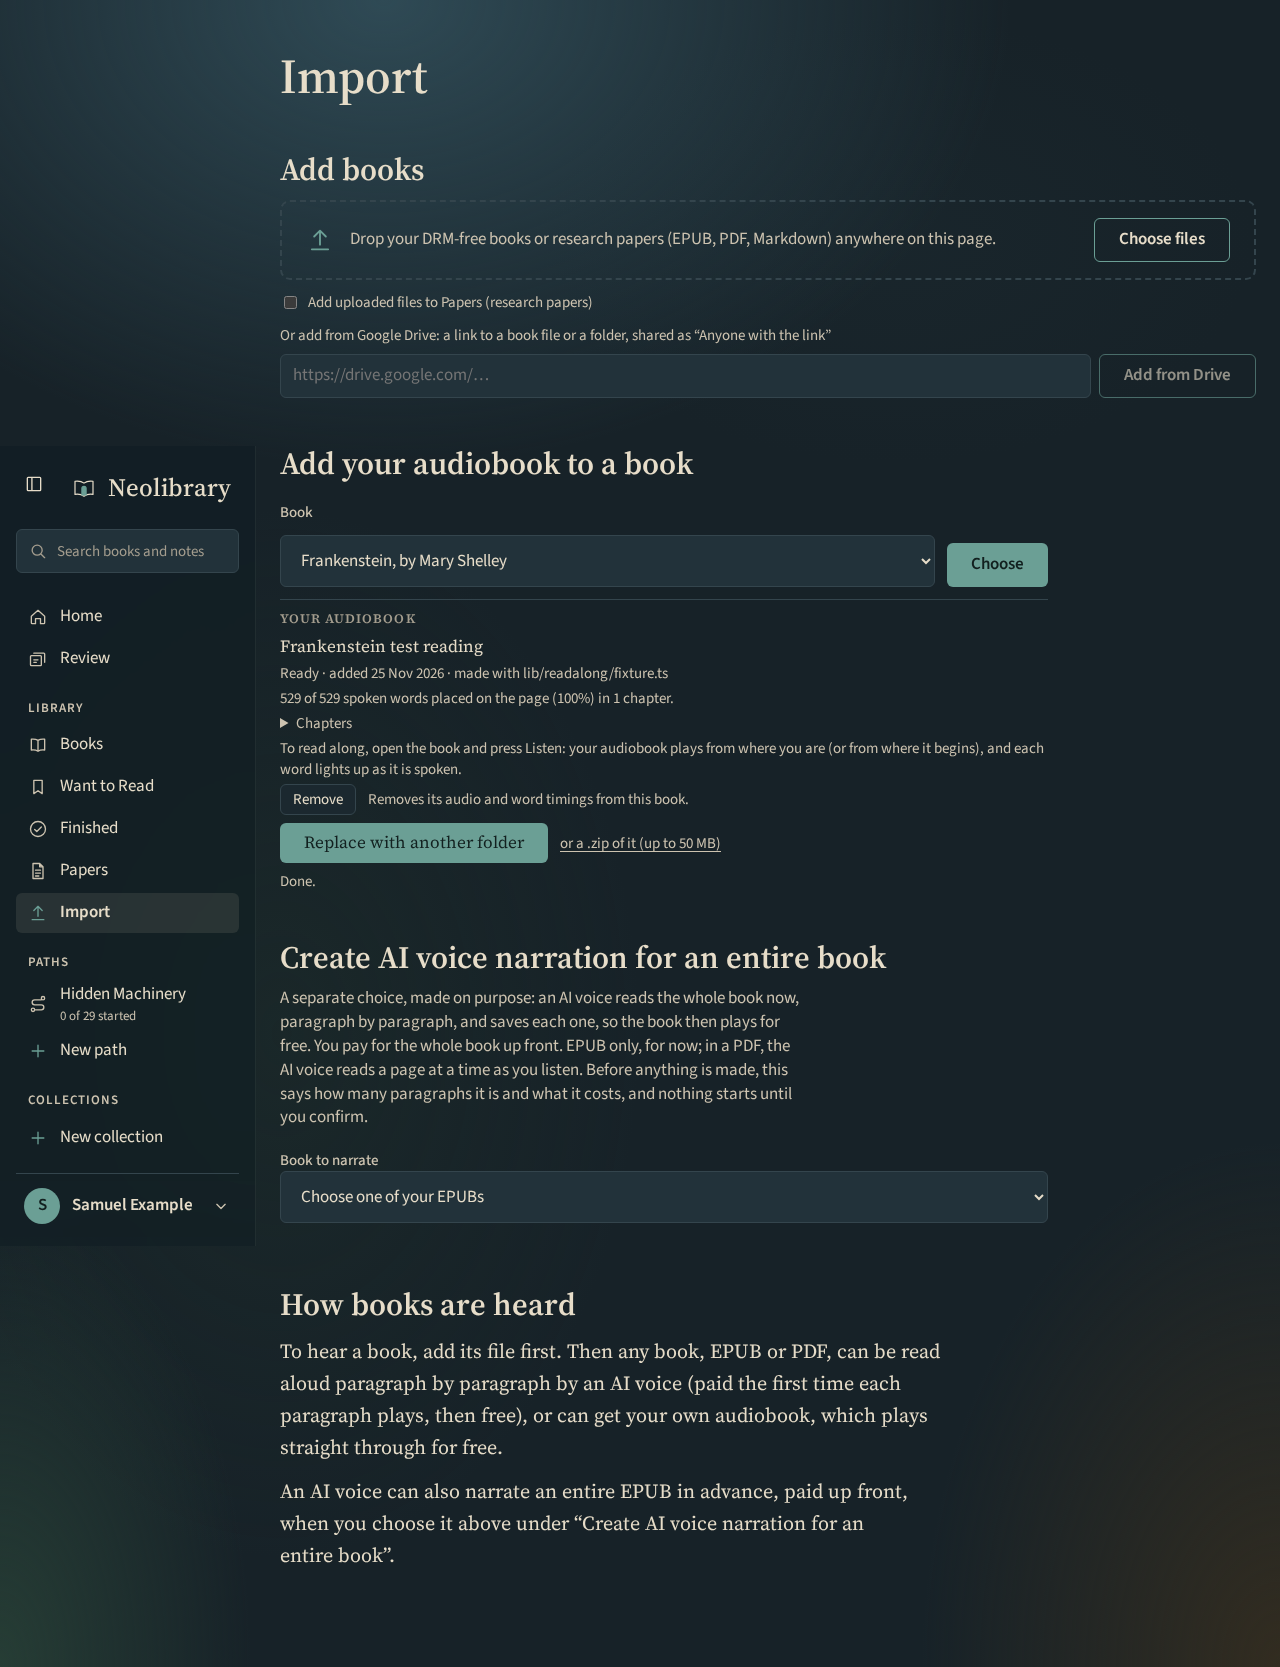 Import
Add books
Drop your DRM-free books or research papers (EPUB, PDF, Markdown) anywhere on this page.
Choose files
Add uploaded files to Papers (research papers)
Or add from Google Drive: a link to a book file or a folder, shared as “Anyone with the link”
https://drive.google.com/…
Add from Drive
Neolibrary
Search books and notes
Home
Review
LIBRARY
Books
Want to Read
Finished
Papers
Import
PATHS
Hidden Machinery
0 of 29 started
New path
COLLECTIONS
New collection
S
Samuel Example
Add your audiobook to a book
Book
Frankenstein, by Mary Shelley
Choose
YOUR AUDIOBOOK
Frankenstein test reading
Ready · added 25 Nov 2026 · made with lib/readalong/fixture.ts
529 of 529 spoken words placed on the page (100%) in 1 chapter.
Chapters
To read along, open the book and press Listen: your audiobook plays from where you are (or from where it begins), and each
word lights up as it is spoken.
Remove
Removes its audio and word timings from this book.
Replace with another folder
or a .zip of it (up to 50 MB)
Done.
Create AI voice narration for an entire book
A separate choice, made on purpose: an AI voice reads the whole book now,
paragraph by paragraph, and saves each one, so the book then plays for
free. You pay for the whole book up front. EPUB only, for now; in a PDF, the
AI voice reads a page at a time as you listen. Before anything is made, this
says how many paragraphs it is and what it costs, and nothing starts until
you confirm.
Book to narrate
Choose one of your EPUBs
How books are heard
To hear a book, add its file first. Then any book, EPUB or PDF, can be read
aloud paragraph by paragraph by an AI voice (paid the first time each
paragraph plays, then free), or can get your own audiobook, which plays
straight through for free.
An AI voice can also narrate an entire EPUB in advance, paid up front,
when you choose it above under “Create AI voice narration for an
entire book”.